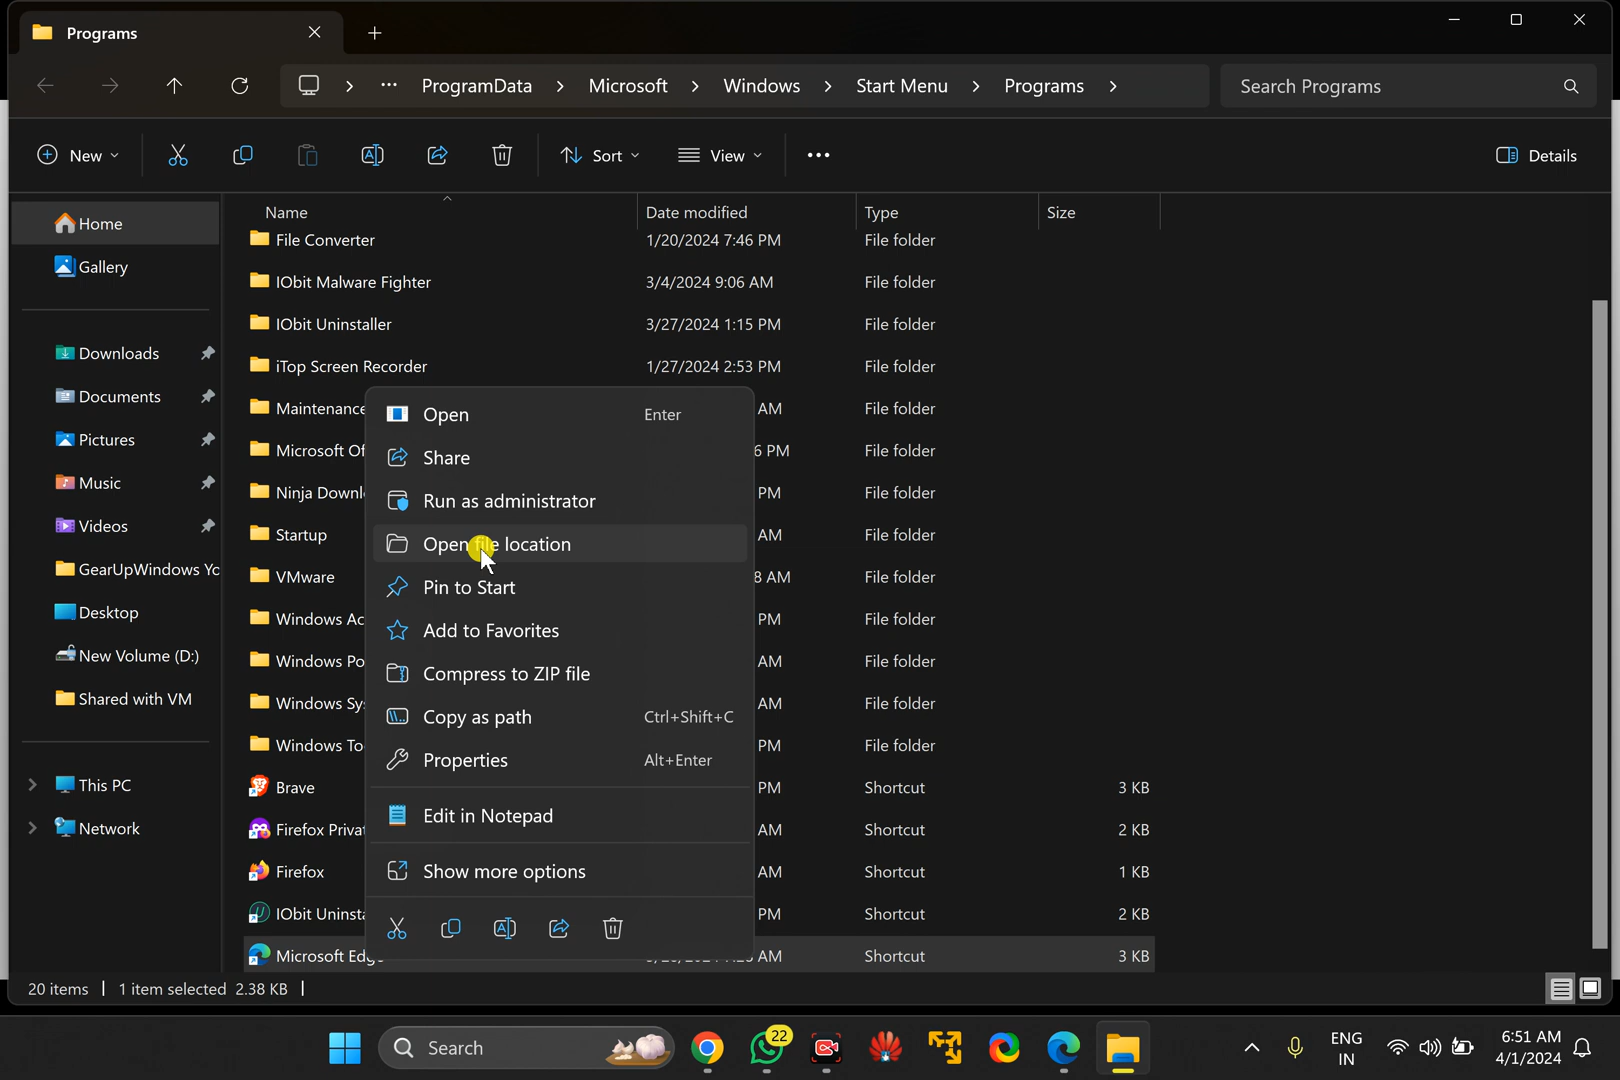 Programs
ProgramData > Microsoft > Windows > Start Menu > Programs >
Search Programs
New
Sort
View
Details
Home
Gallery
Downloads
Documents
Pictures
Music
Videos
GearUpWindows Yo
Desktop
New Volume (D:)
Shared with VM
This PC
Network
Name Date modified Type Size
File Converter 1/20/2024 7:46 PM File folder
IObit Malware Fighter 3/4/2024 9:06 AM File folder
IObit Uninstaller 3/27/2024 1:15 PM File folder
iTop Screen Recorder 1/27/2024 2:53 PM File folder
Maintenance AM File folder
Microsoft Of 6 PM File folder
Ninja Downl PM File folder
Startup AM File folder
VMware 8 AM File folder
Windows Ac PM File folder
Windows Po AM File folder
Windows Sy AM File folder
Windows To PM File folder
Brave PM Shortcut 3 KB
Firefox Priva AM Shortcut 2 KB
Firefox AM Shortcut 1 KB
IObit Uninsta PM Shortcut 2 KB
Microsoft Edge AM Shortcut 3 KB
Open Enter
Share
Run as administrator
Open file location
Pin to Start
Add to Favorites
Compress to ZIP file
Copy as path Ctrl+Shift+C
Properties Alt+Enter
Edit in Notepad
Show more options
20 items | 1 item selected 2.38 KB |
Search
22
ENG
IN
6:51 AM
4/1/2024